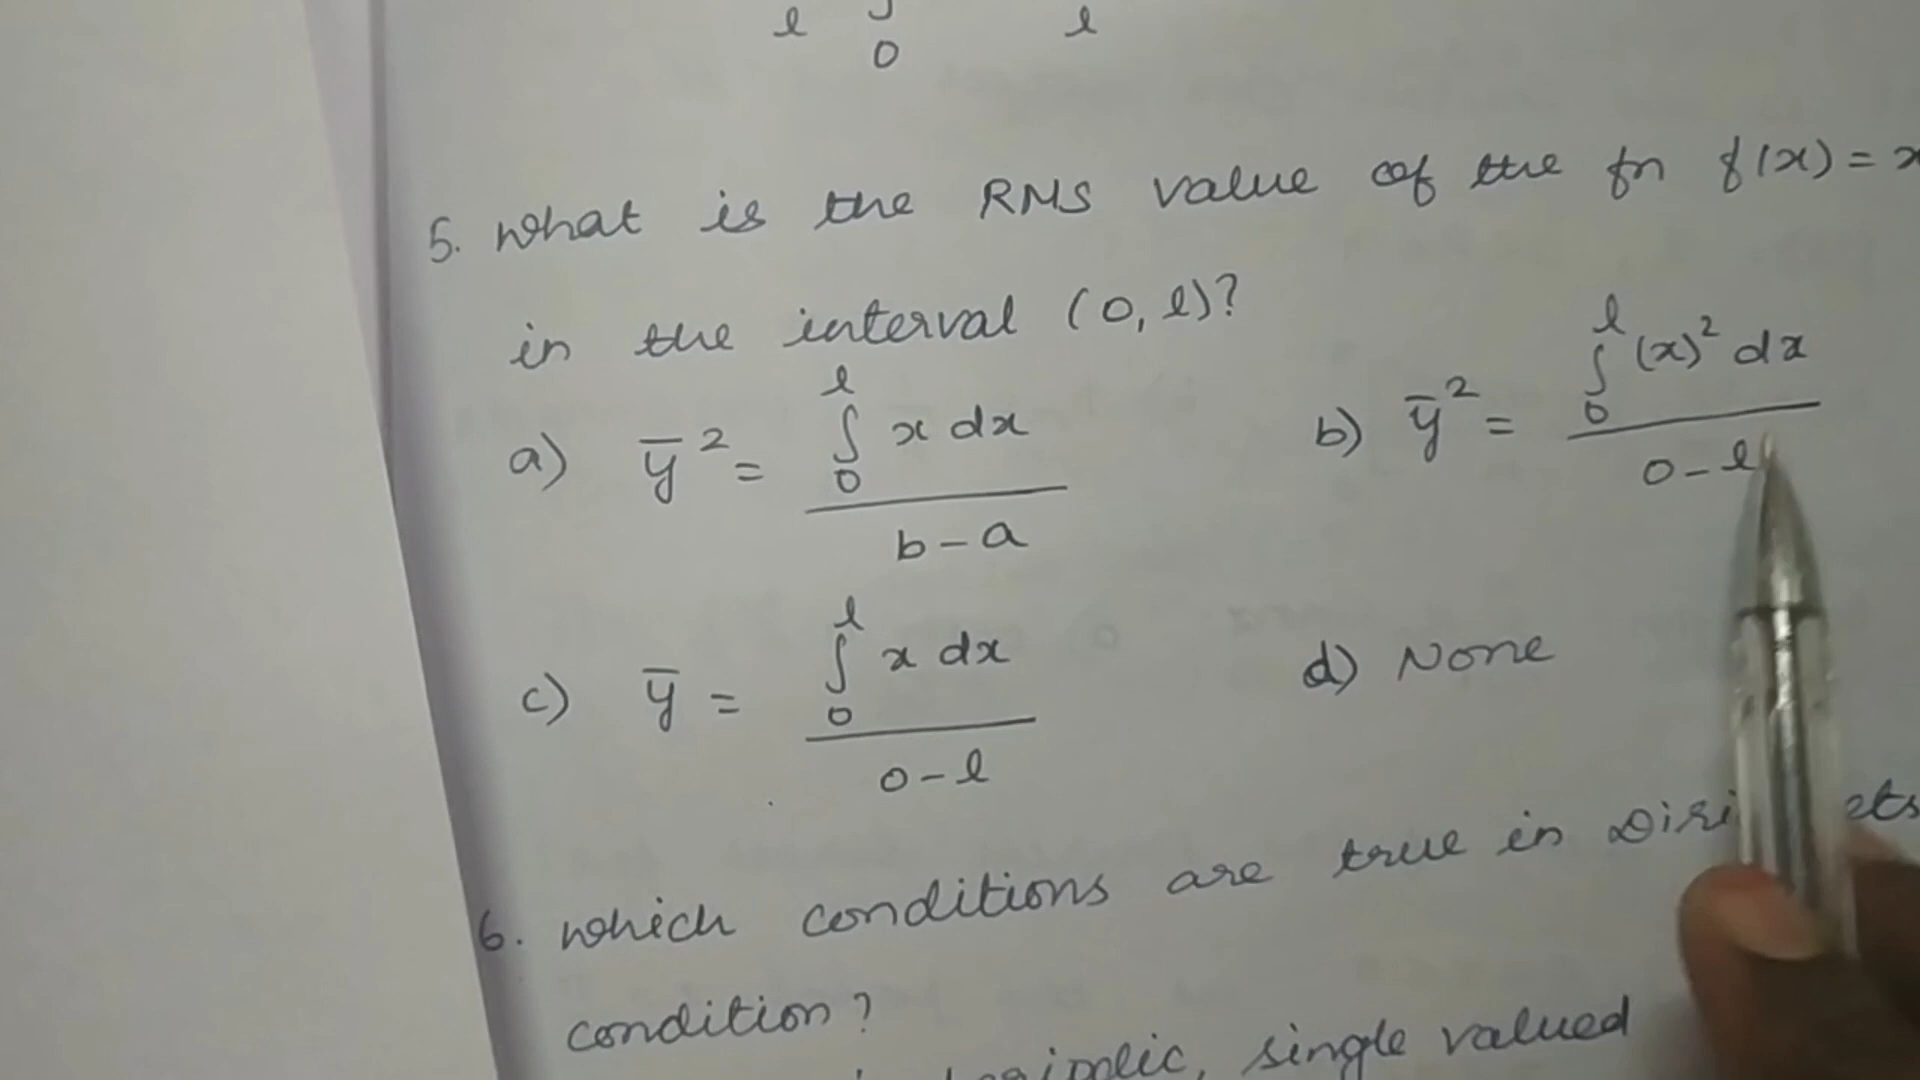 l ∫ l
0
5. What is the RMS value of the fn f(x) = x
in the interval (0, l)?
a) ȳ² = ∫₀ˡ x dx / b - a
b) ȳ² = ∫₀ˡ (x)² dx / 0 - l
c) ȳ = ∫₀ˡ x dx / 0 - l
d) None
6. which conditions are true in
condition?
single valued